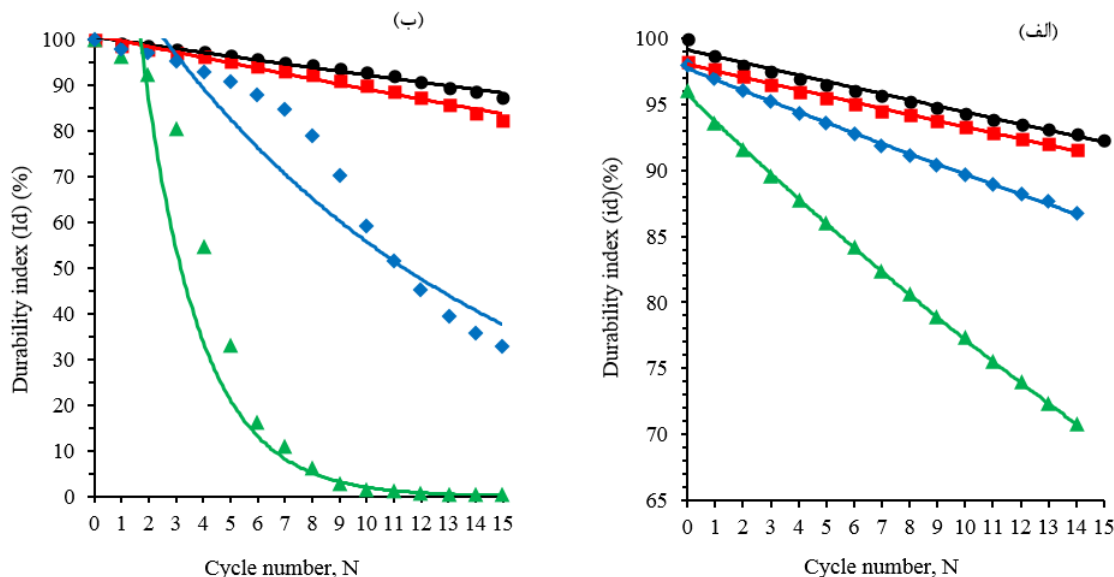 (ب)
100
90
80
70
60
50
40
30
20
10
0
Durability index (Id) (%)
0 1 2 3 4 5 6 7 8 9 10 11 12 13 14 15
Cycle number, N
(الف)
100
95
90
85
80
75
70
65
Durability index (id)(%)
0 1 2 3 4 5 6 7 8 9 10 11 12 13 14 15
Cycle number, N